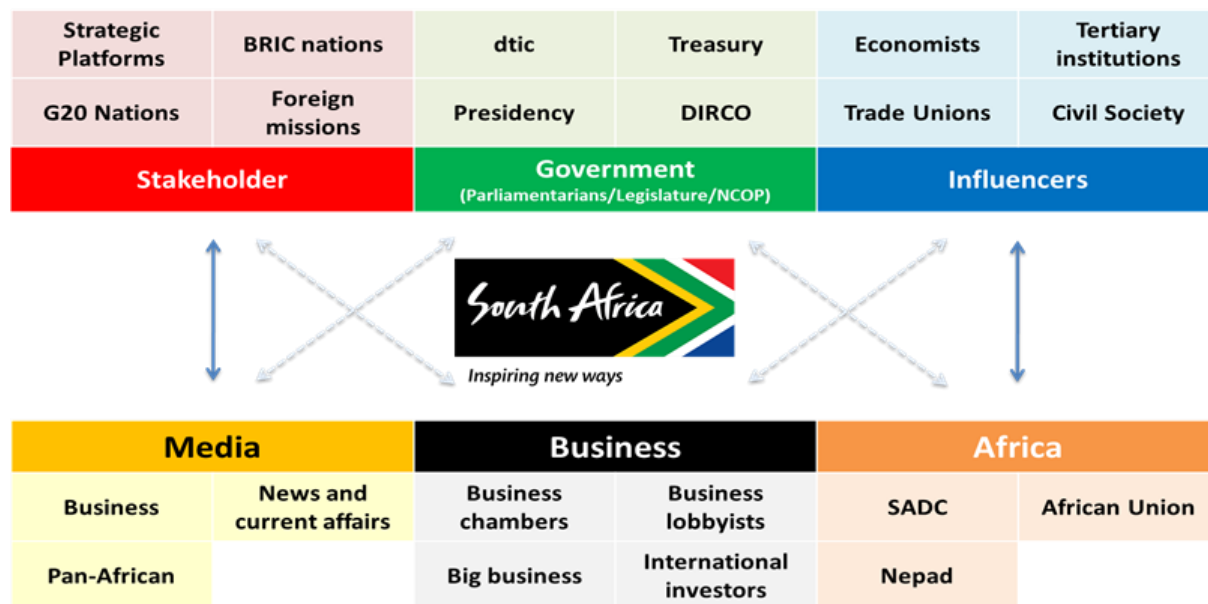 Strategic
Platforms
BRIC nations
dtic
Treasury
Economists
Tertiary
institutions
G20 Nations
Foreign
missions
Presidency
DIRCO
Trade Unions
Civil Society
Stakeholder
Government
(Parliamentarians/Legislature/NCOP)
Influencers
South Africa
Inspiring new ways
Media
Business
Africa
Business
News and
current affairs
Business
chambers
Business
lobbyists
SADC
African Union
Pan-African
Big business
International
investors
Nepad